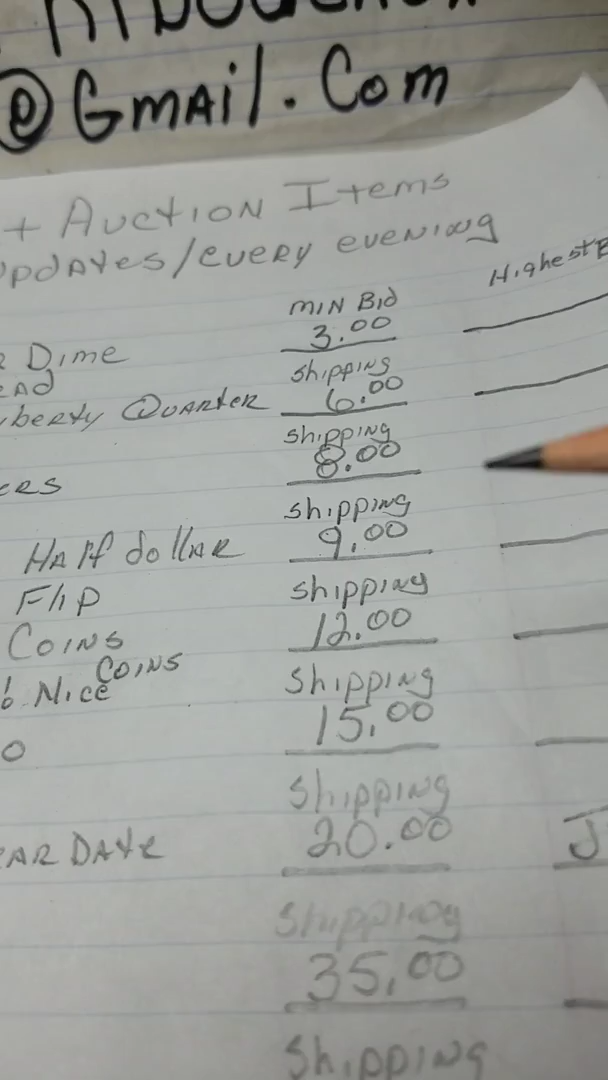 @GMAil.Com
+ AUCTION Items
UpDAtes/every eveNiNg
MIN BiD Highest B
3.00
Dime
shippiNg
6.00
berty QUARteR
shippiNg
8.00
eRS
shippiNg
9.00
HAlf dollAR
shippiNg
Flip
12.00
COINS
shippiNg
COINS
Nice
15.00
O
shippiNg
20.00
J
AR DAte
shippiNg
35.00
shippiNg